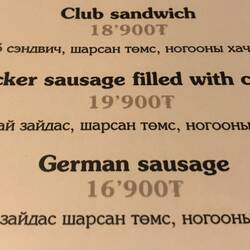 Club sandwich
18'900₮
сэндвич, шарсан төмс, ногооны
sausage filled with
19'900₮
зайдас, шарсан төмс, ногооны
German sausage
16'900₮
зайдас шарсан төмс, ногооны